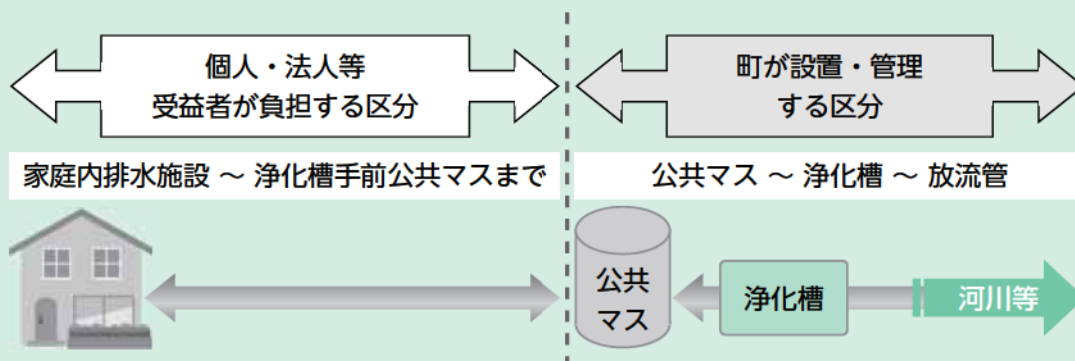 個人・法人等
受益者が負担する区分
町が設置・管理
する区分
家庭内排水施設 ～ 浄化槽手前公共マスまで
公共マス ～ 浄化槽 ～ 放流管
公共
マス
浄化槽
河川等